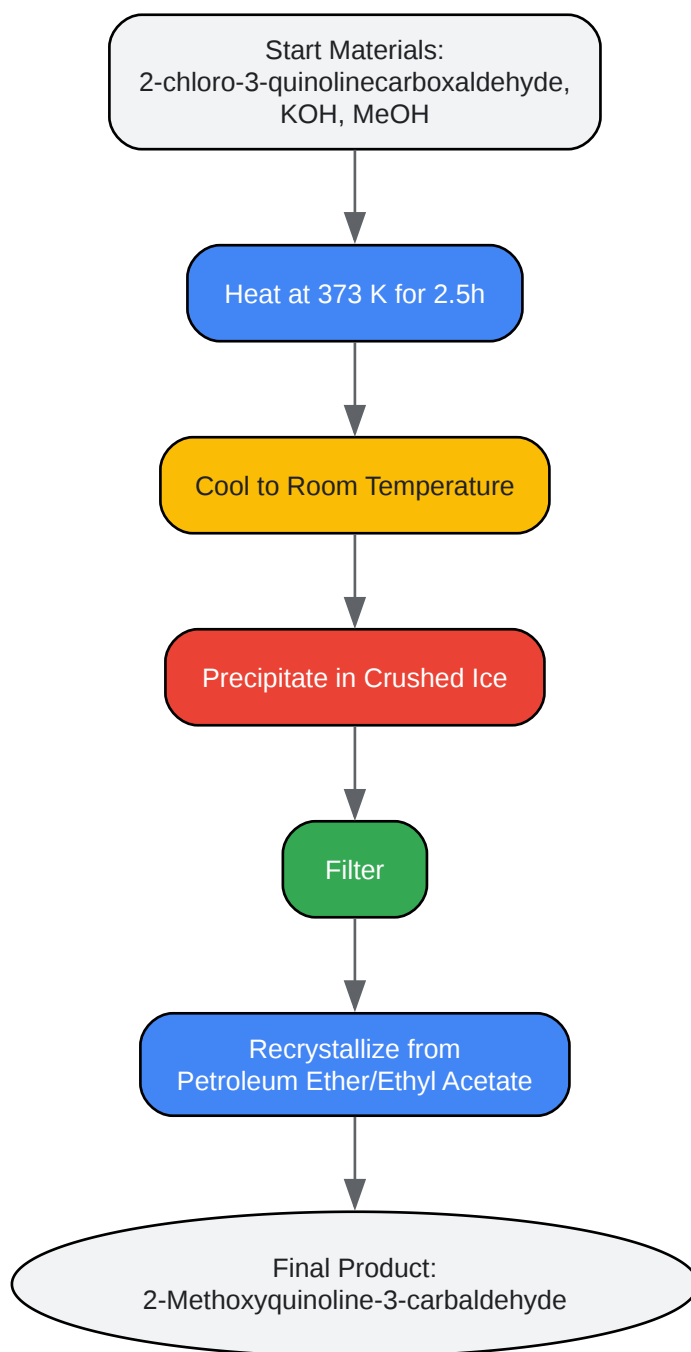 Start Materials:
2-chloro-3-quinolinecarboxaldehyde,
KOH, MeOH
Heat at 373 K for 2.5h
Cool to Room Temperature
Precipitate in Crushed Ice
Filter
Recrystallize from
Petroleum Ether/Ethyl Acetate
Final Product:
2-Methoxyquinoline-3-carbaldehyde